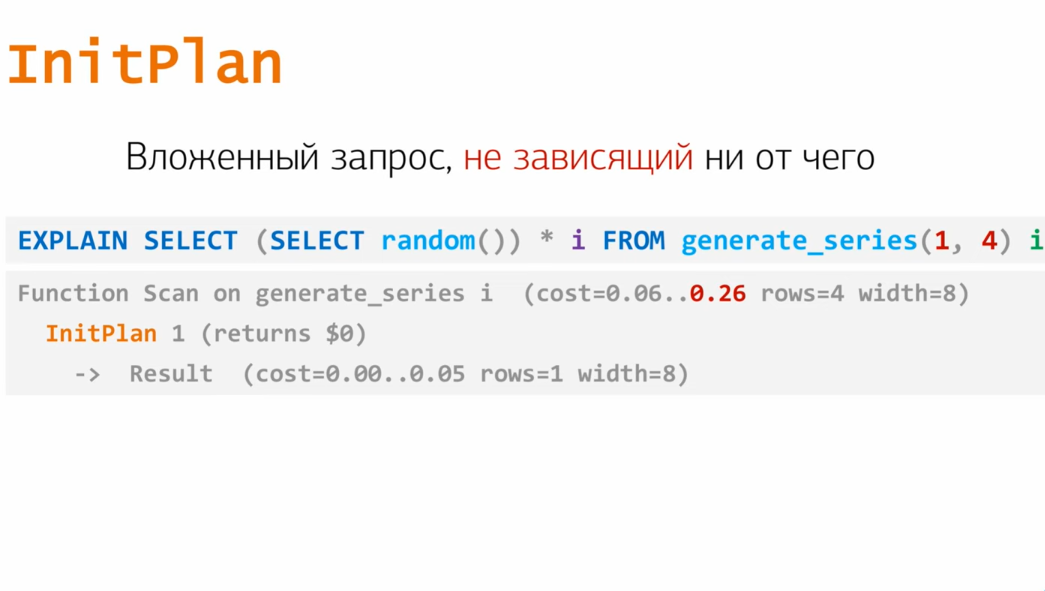 InitPlan
Вложенный запрос, не зависящий ни от чего
EXPLAIN SELECT (SELECT random()) * i FROM generate_series(1, 4) i
Function Scan on generate_series i  (cost=0.06..0.26 rows=4 width=8)
InitPlan 1 (returns $0)
->  Result  (cost=0.00..0.05 rows=1 width=8)